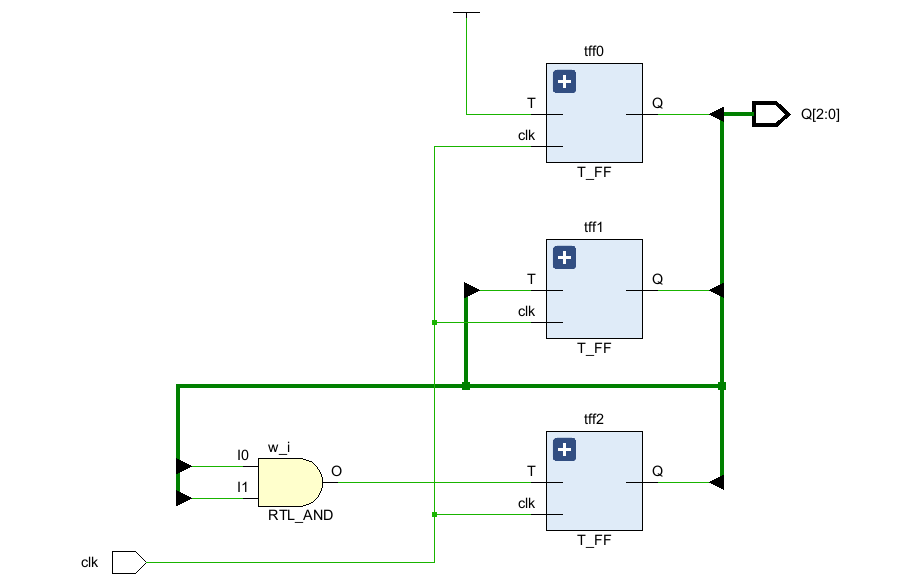 tff0
T
Q
clk
T_FF
Q[2:0]
tff1
T
Q
clk
T_FF
tff2
T
Q
clk
T_FF
w_i
I0
I1
O
RTL_AND
clk